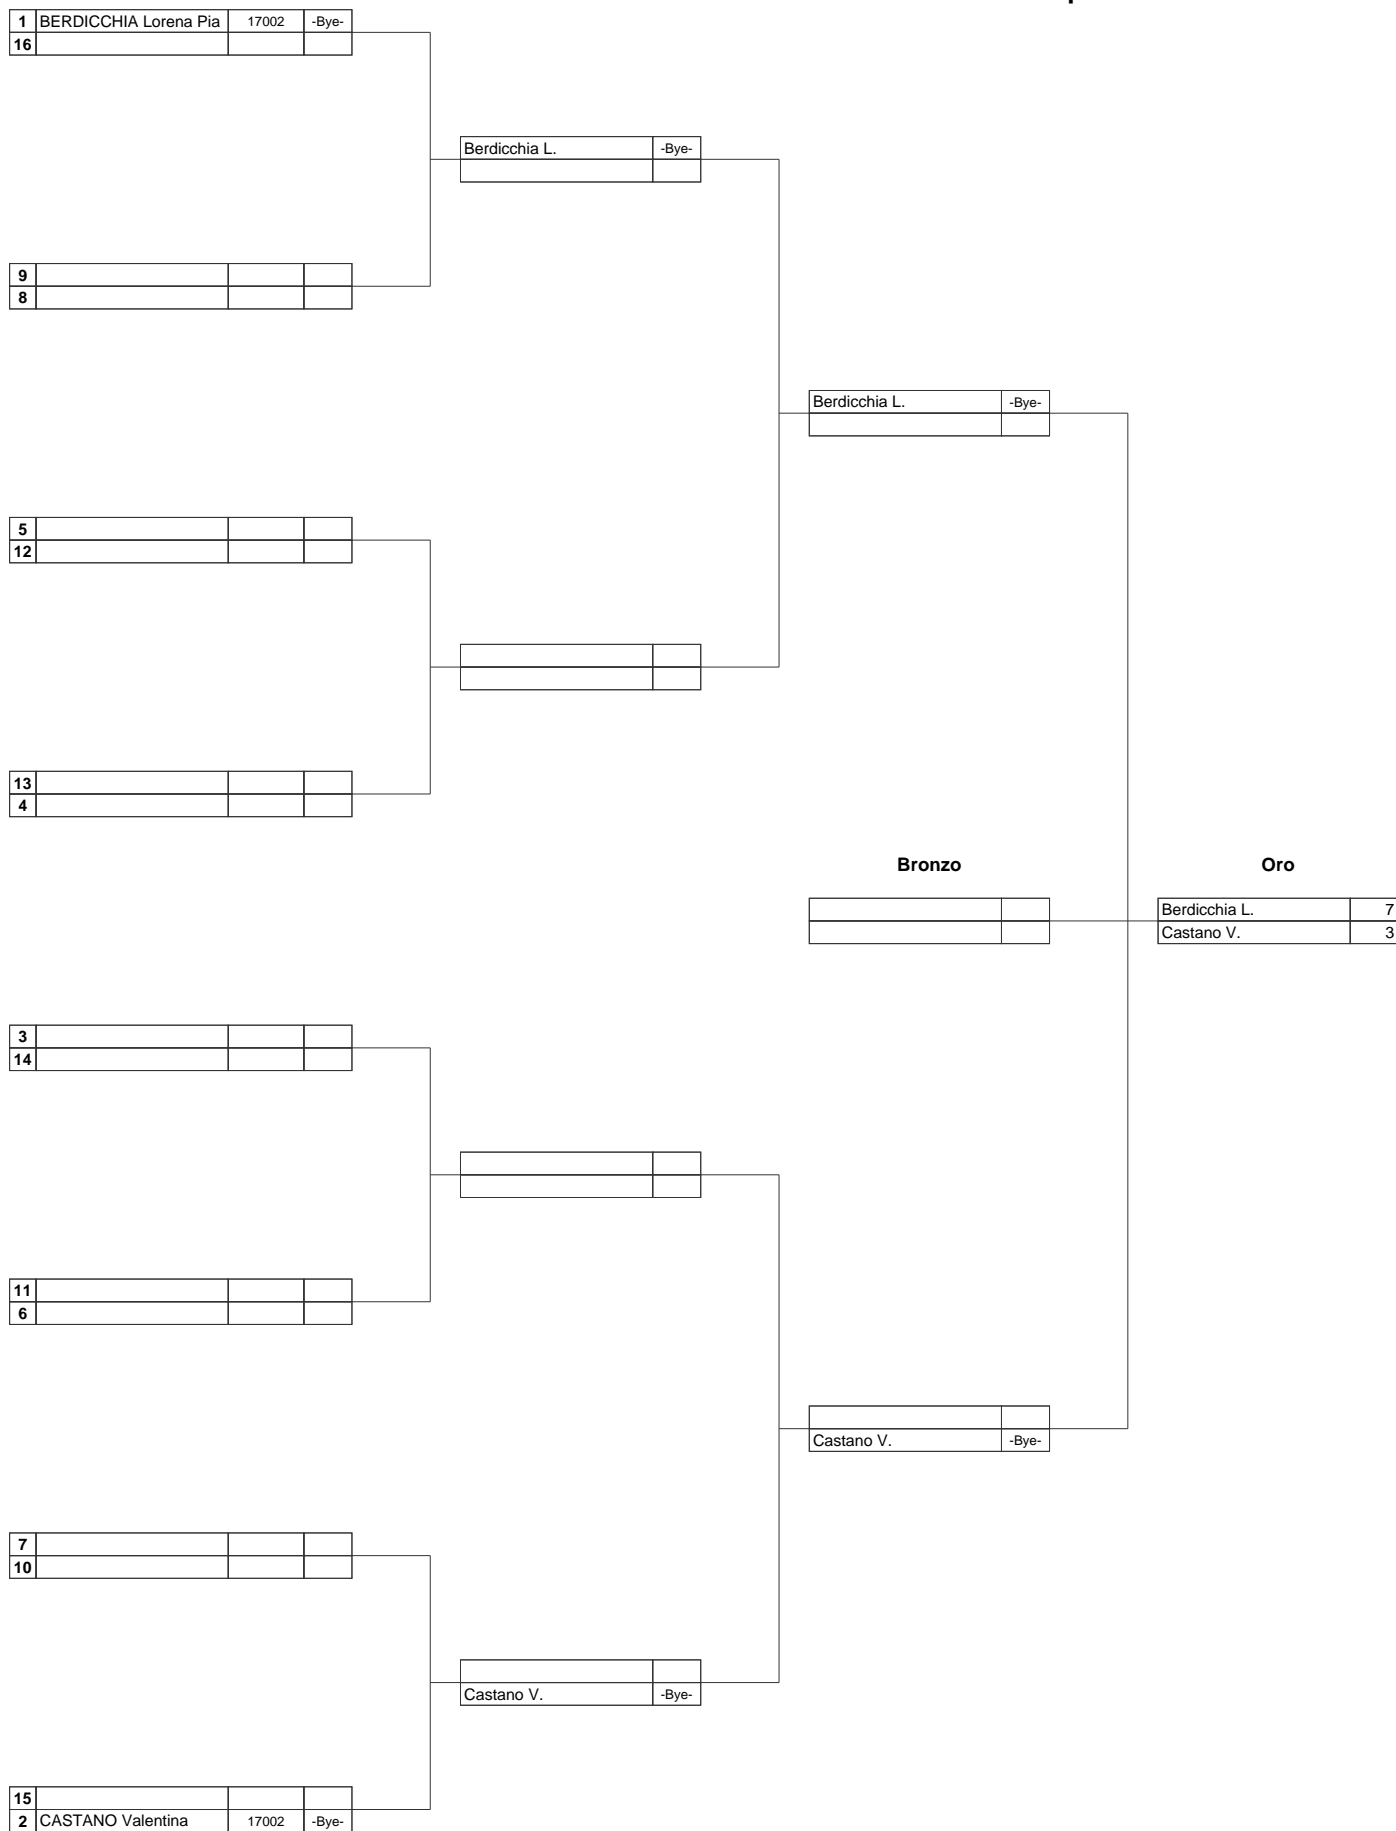 1 BERDICCHIA Lorena Pia 17002 -Bye-
16
Berdicchia L. -Bye-
9
8
Berdicchia L. -Bye-
5
12
13
4
Bronzo Oro
Berdicchia L. 7
Castano V. 3
3
14
11
6
Castano V. -Bye-
7
10
Castano V. -Bye-
15
2 CASTANO Valentina 17002 -Bye-